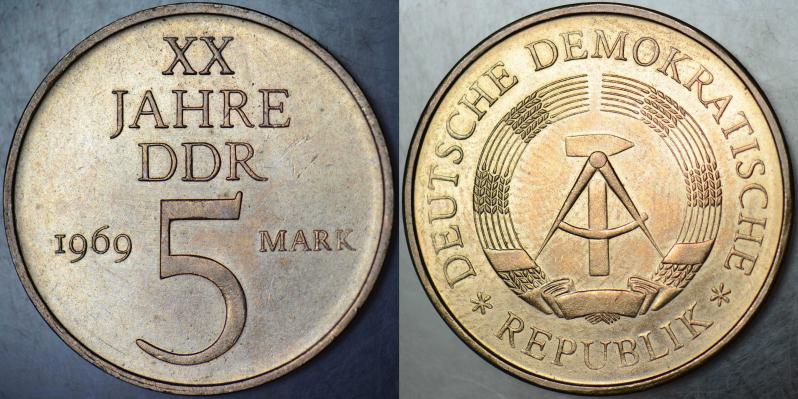 XX
JAHRE
DDR
1969 5 MARK
DEUTSCHE DEMOKRATISCHE
* REPUBLIK *